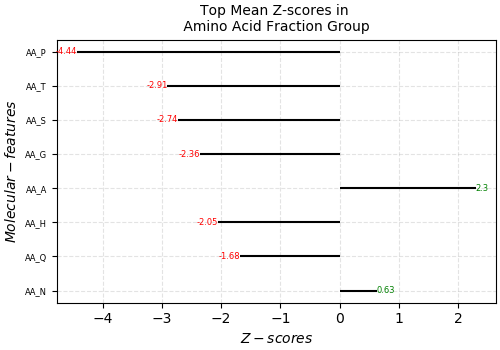 Top Mean Z-scores in
Amino Acid Fraction Group
Molecular − features
AA_P
-4.44
AA_T
-2.91
AA_S
-2.74
AA_G
-2.36
AA_A
2.3
AA_H
-2.05
AA_Q
-1.68
AA_N
0.63
−4 −3 −2 −1 0 1 2
Z − scores